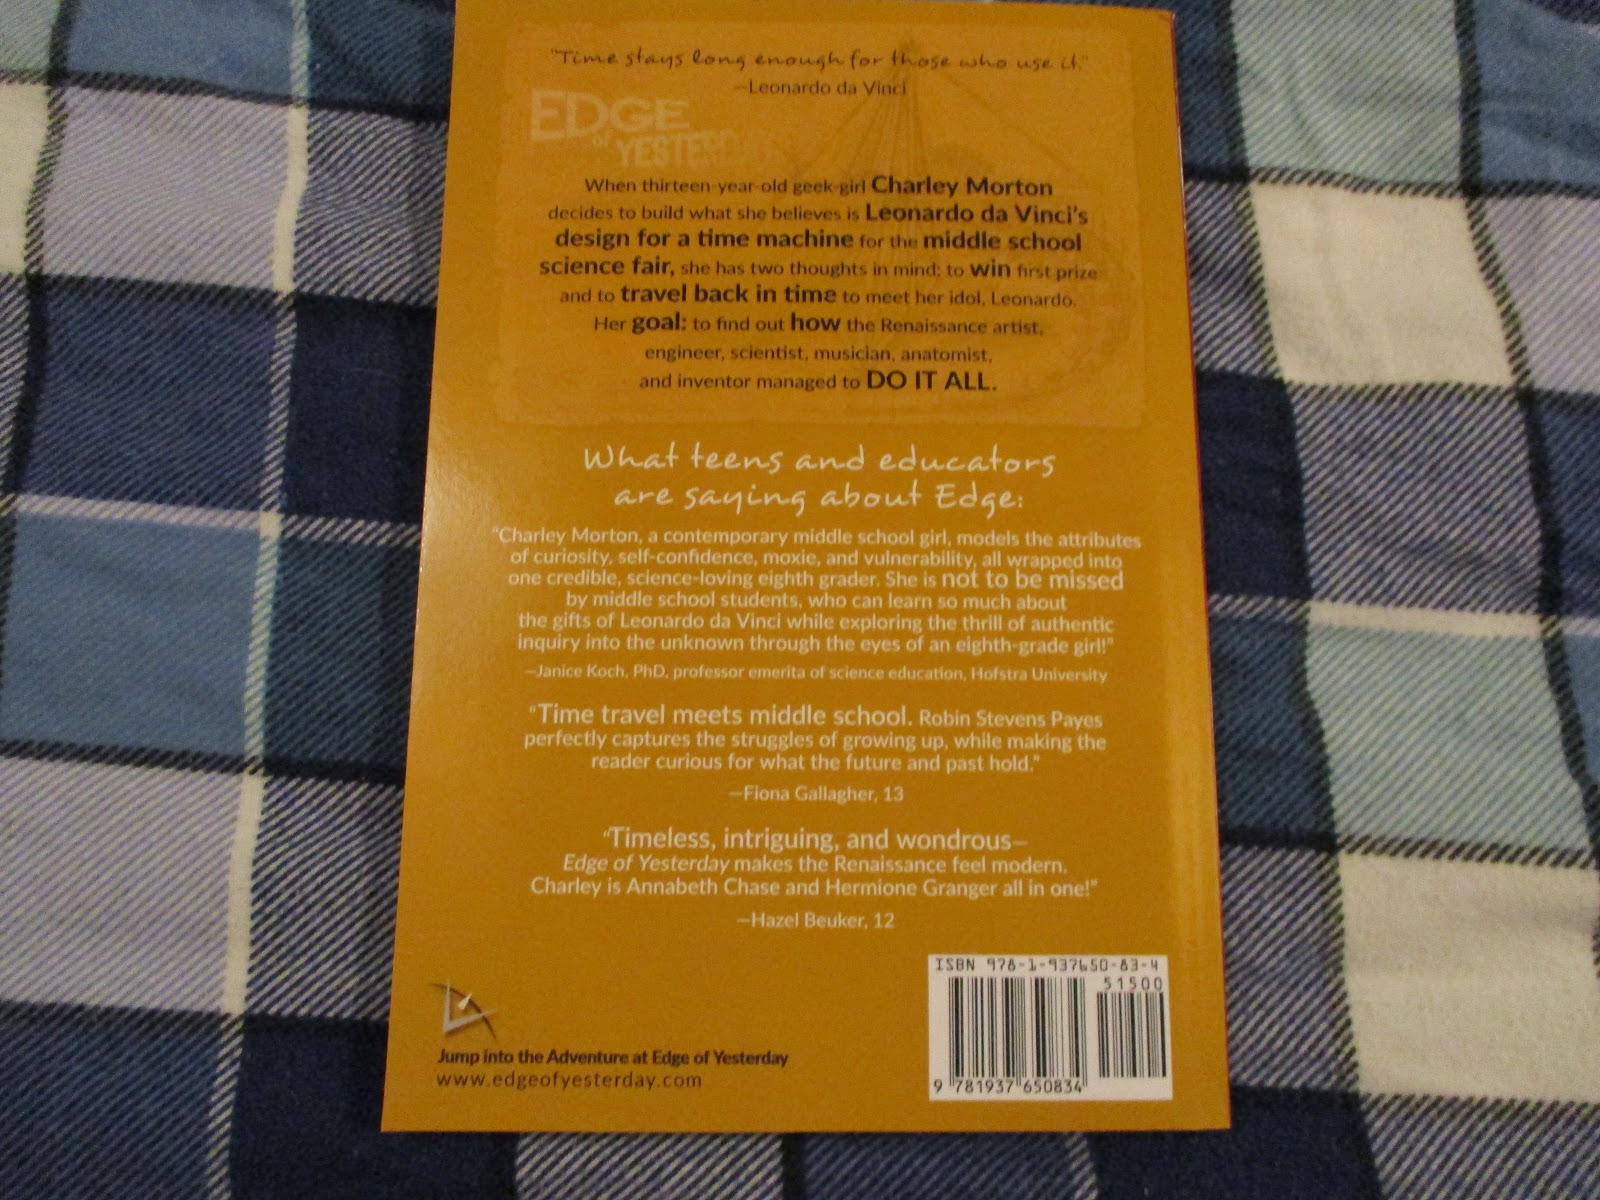 "Time stays long enough for those who use it."
—Leonardo da Vinci
EDGE
of YESTERDAY
When thirteen-year-old geek-girl Charley Morton
decides to build what she believes is Leonardo da Vinci's
design for a time machine for the middle school
science fair, she has two thoughts in mind: to win first prize
and to travel back in time to meet her idol, Leonardo.
Her goal: to find out how the Renaissance artist,
engineer, scientist, musician, anatomist,
and inventor managed to DO IT ALL.
What teens and educators
are saying about Edge:
"Charley Morton, a contemporary middle school girl, models the attributes
of curiosity, self-confidence, moxie, and vulnerability, all wrapped into
one credible, science-loving eighth grader. She is not to be missed
by middle school students, who can learn so much about
the gifts of Leonardo da Vinci while exploring the thrill of authentic
inquiry into the unknown through the eyes of an eighth-grade girl!"
—Janice Koch, PhD, professor emerita of science education, Hofstra University
"Time travel meets middle school. Robin Stevens Payes
perfectly captures the struggles of growing up, while making the
reader curious for what the future and past hold."
—Fiona Gallagher, 13
"Timeless, intriguing, and wondrous—
Edge of Yesterday makes the Renaissance feel modern.
Charley is Annabeth Chase and Hermione Granger all in one!"
—Hazel Beuker, 12
ISBN 978-1-937650-83-4
51500
9 781937 650834
Jump into the Adventure at Edge of Yesterday
www.edgeofyesterday.com